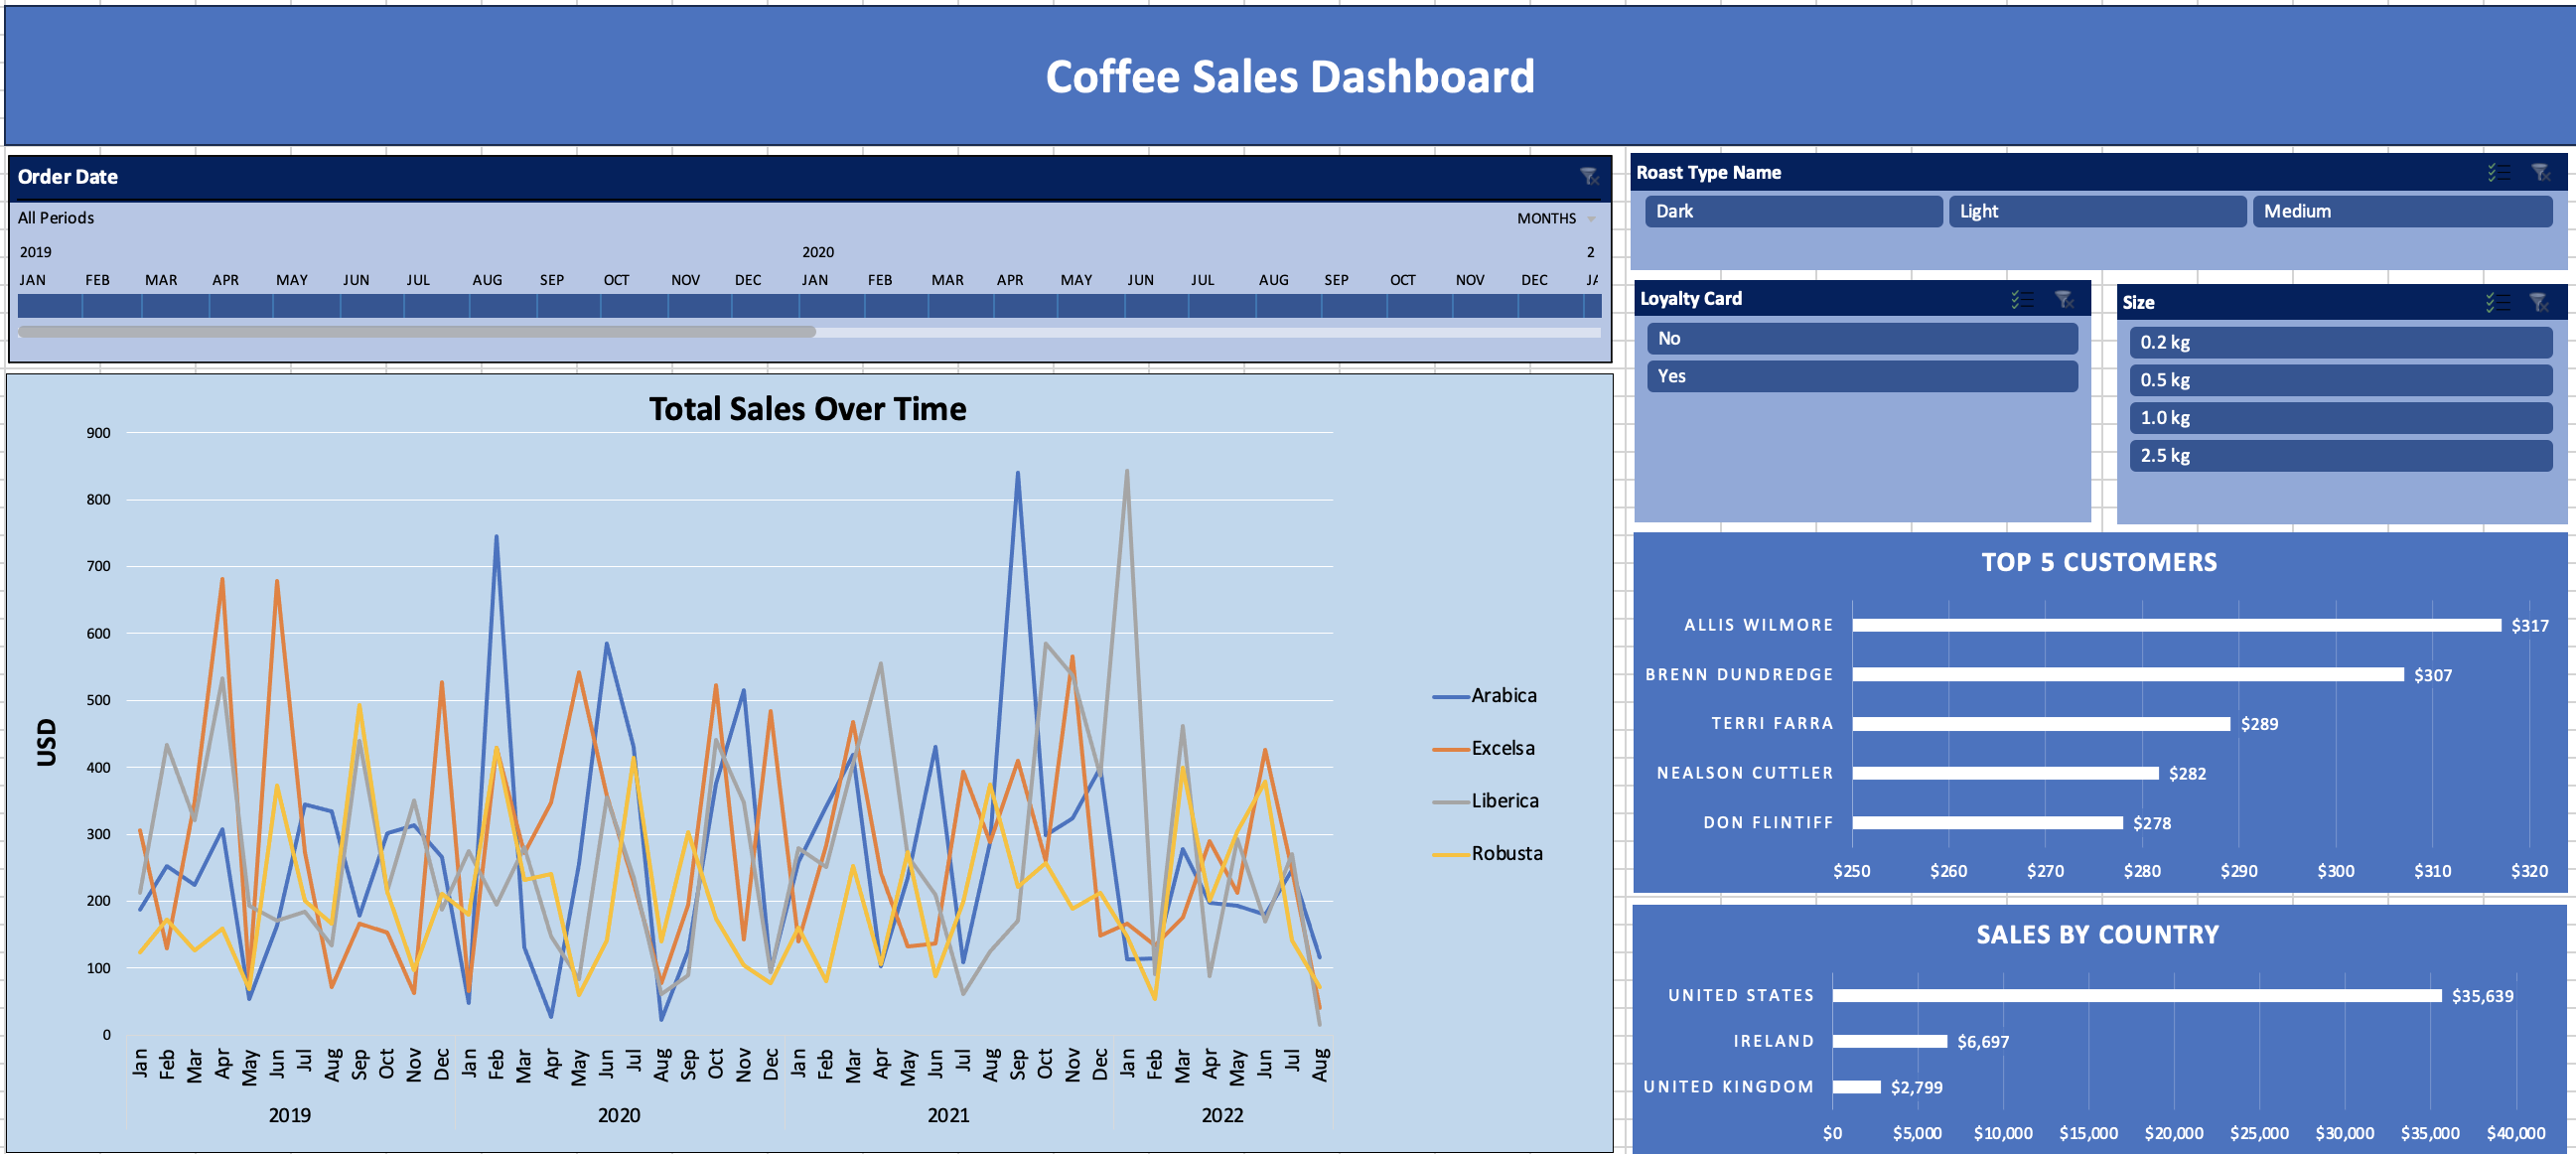 Coffee Sales Dashboard
Order Date
All Periods
MONTHS
2019 2020 2
JAN FEB MAR APR MAY JUN JUL AUG SEP OCT NOV DEC JAN FEB MAR APR MAY JUN JUL AUG SEP OCT NOV DEC
Roast Type Name
Dark Light Medium
Loyalty Card
No
Yes
Size
0.2 kg
0.5 kg
1.0 kg
2.5 kg
Total Sales Over Time
USD
900
800
700
600
500
400
300
200
100
0
Jan Feb Mar Apr May Jun Jul Aug Sep Oct Nov Dec Jan Feb Mar Apr May Jun Jul Aug Sep Oct Nov Dec Jan Feb Mar Apr May Jun Jul Aug Sep Oct Nov Dec Jan Feb Mar Apr May Jun Jul Aug
2019 2020 2021 2022
Arabica
Excelsa
Liberica
Robusta
TOP 5 CUSTOMERS
ALLIS WILMORE $317
BRENN DUNDREDGE $307
TERRI FARRA $289
NEALSON CUTTLER $282
DON FLINTIFF $278
$250 $260 $270 $280 $290 $300 $310 $320
SALES BY COUNTRY
UNITED STATES $35,639
IRELAND $6,697
UNITED KINGDOM $2,799
$0 $5,000 $10,000 $15,000 $20,000 $25,000 $30,000 $35,000 $40,000